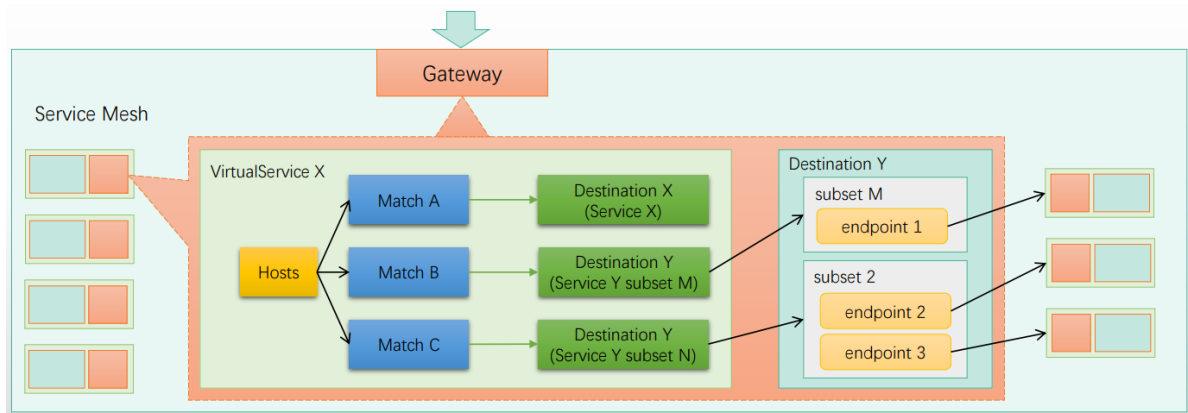 Gateway
Service Mesh
VirtualService X
Hosts
Match A
Match B
Match C
Destination X
(Service X)
Destination Y
(Service Y subset M)
Destination Y
(Service Y subset N)
Destination Y
subset M
endpoint 1
subset 2
endpoint 2
endpoint 3